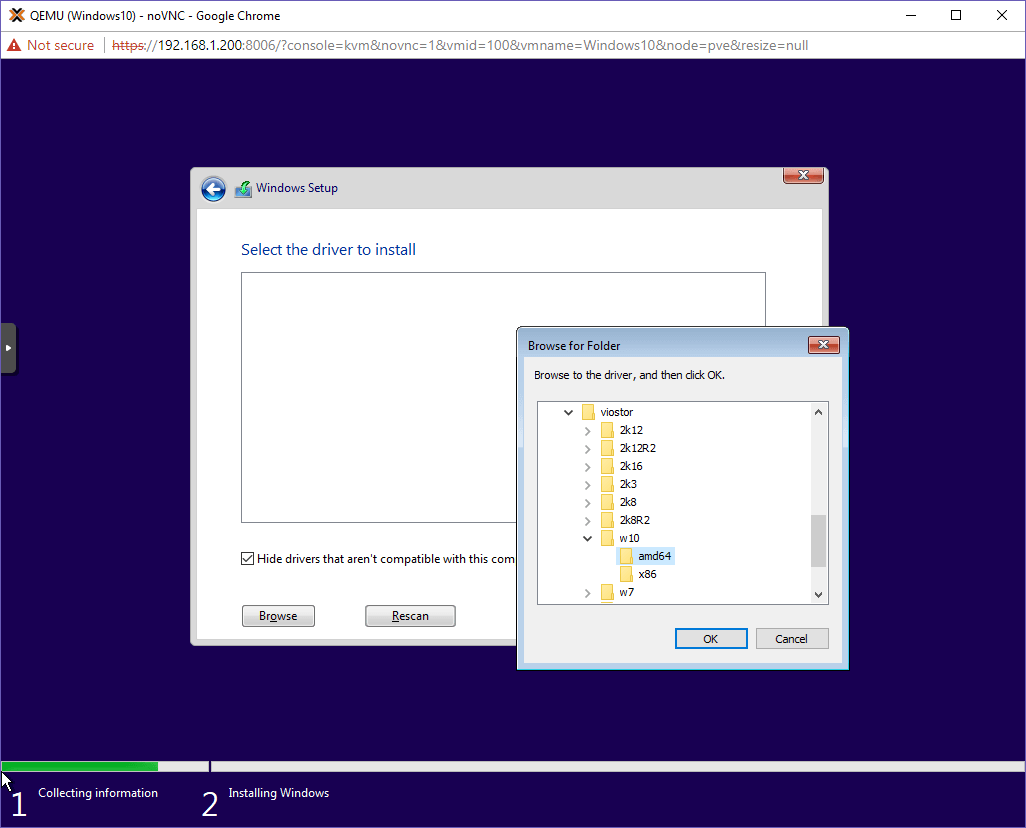 QEMU (Windows10) - noVNC - Google Chrome
Not secure | https://192.168.1.200:8006/?console=kvm&novnc=1&vmid=100&vmname=Windows10&node=pve&resize=null
Windows Setup
Select the driver to install
Browse for Folder
Browse to the driver, and then click OK.
viostor
2k12
2k12R2
2k16
2k3
2k8
2k8R2
w10
amd64
x86
w7
Hide drivers that aren't compatible with this com
Browse
Rescan
OK
Cancel
1 Collecting information
2 Installing Windows